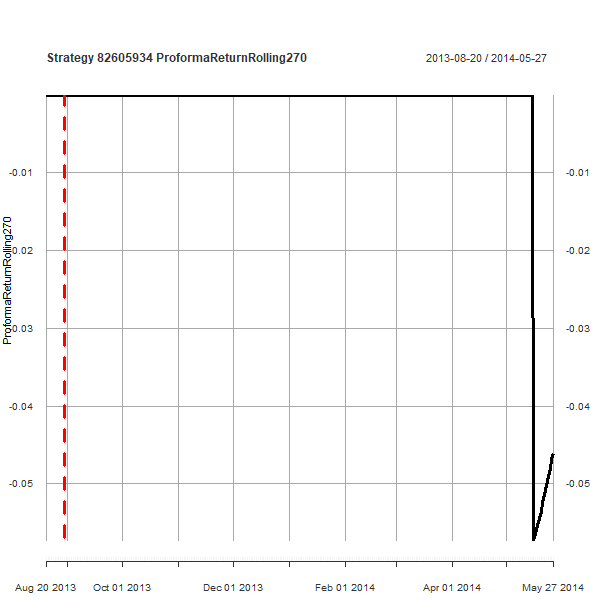 Strategy 82605934 ProformaReturnRolling270
2013-08-20 / 2014-05-27
ProformaReturnRolling270
-0.01
-0.02
-0.03
-0.04
-0.05
-0.01
-0.02
-0.03
-0.04
-0.05
Aug 20 2013
Oct 01 2013
Dec 01 2013
Feb 01 2014
Apr 01 2014
May 27 2014